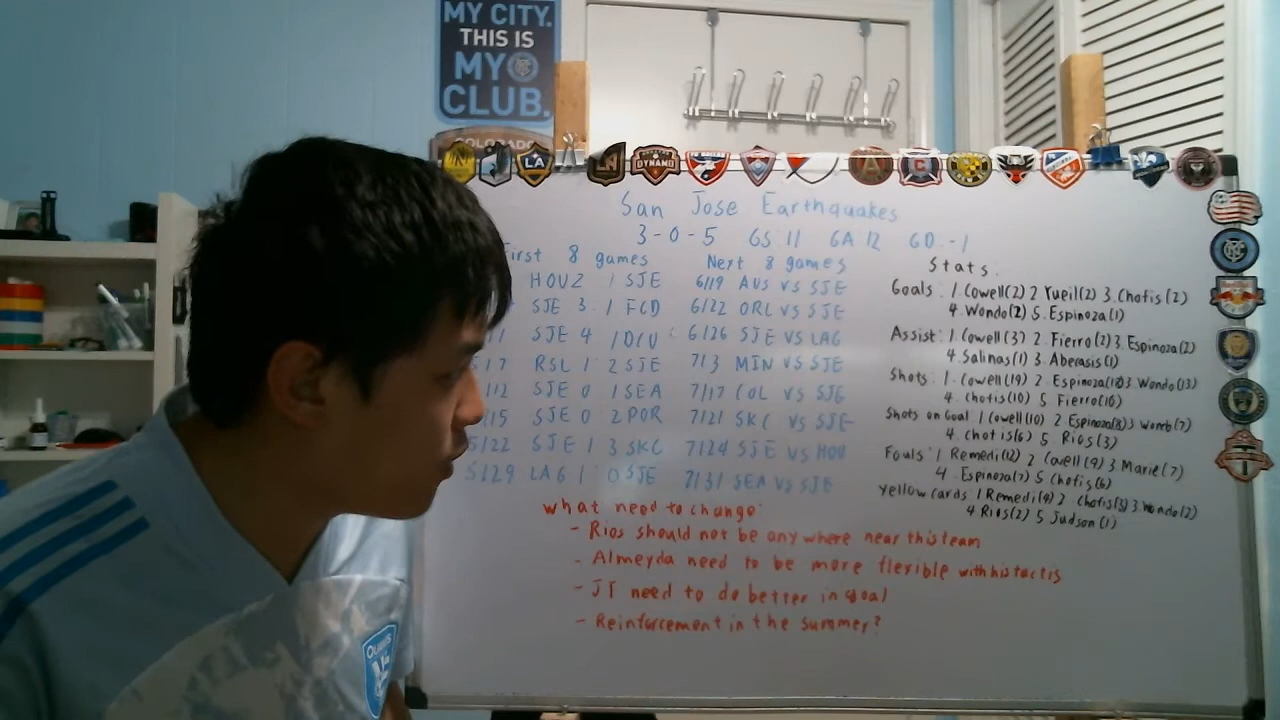 MY CITY.
THIS IS
MY
CLUB.
COLORADO
LA
DYNAMO
San Jose Earthquakes
3-0-5 GS 11 GA 12 GD -1
First 8 games
HOU 2 1 SJE
SJE 3 1 FCD
SJE 4 1 DCU
RSL 1 2 SJE
SJE 0 1 SEA
SJE 0 2 POR
5/22 SJE 1 3 SKC
5/29 LAG 1 0 SJE
Next 8 games
6/19 AUS VS SJE
6/22 ORL VS SJE
6/26 SJE VS LAG
7/3 MIN VS SJE
7/17 COL VS SJE
7/21 SKC VS SJE
7/24 SJE VS HOU
7/31 SEA VS SJE
Stats
Goals: 1. Cowell(2) 2 Yueil(2) 3. Chofis(2)
4. Wondo(2) 5. Espinoza(1)
Assist: 1. Cowell(3) 2. Fierro(2) 3 Espinoza(2)
4. Salinas(1) 3. Aberasis(1)
Shots: 1. Cowell(19) 2. Espinoza(18) 3 Wondo(13)
4. Chofis(10) 5 Fierro(10)
Shots on Goal 1 Cowell(10) 2 Espinoza(8) 3 Wondo(7)
4. Chofis(6) 5 Rios(3)
Fouls: 1 Remedi(12) 2 Cowell(9) 3 Marie(7)
4. Espinoza(7) 5 Chofis(6)
Yellow cards 1 Remedi(4) 2 Chofis(3) 3. Wondo(2)
4 Rios(2) 5 Judson(1)
What need to change:
- Rios should not be any where near this team
- Almeyda need to be more flexible with his tactis
- JT need to do better in goal
- Reinforcement in the summer?